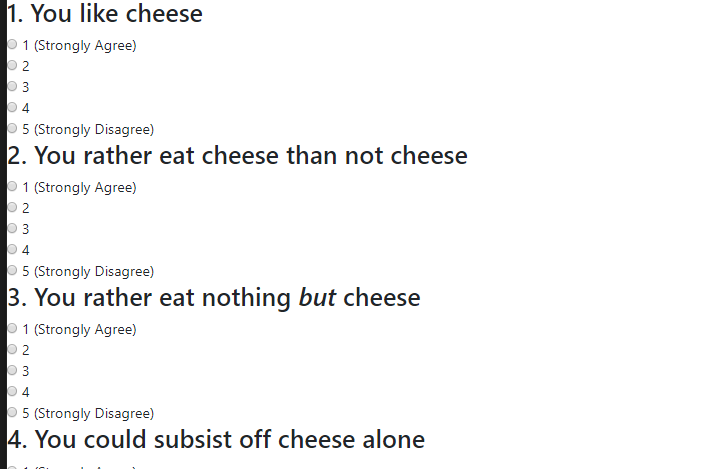 1. You like cheese
1 (Strongly Agree)
2
3
4
5 (Strongly Disagree)
2. You rather eat cheese than not cheese
1 (Strongly Agree)
2
3
4
5 (Strongly Disagree)
3. You rather eat nothing but cheese
1 (Strongly Agree)
2
3
4
5 (Strongly Disagree)
4. You could subsist off cheese alone